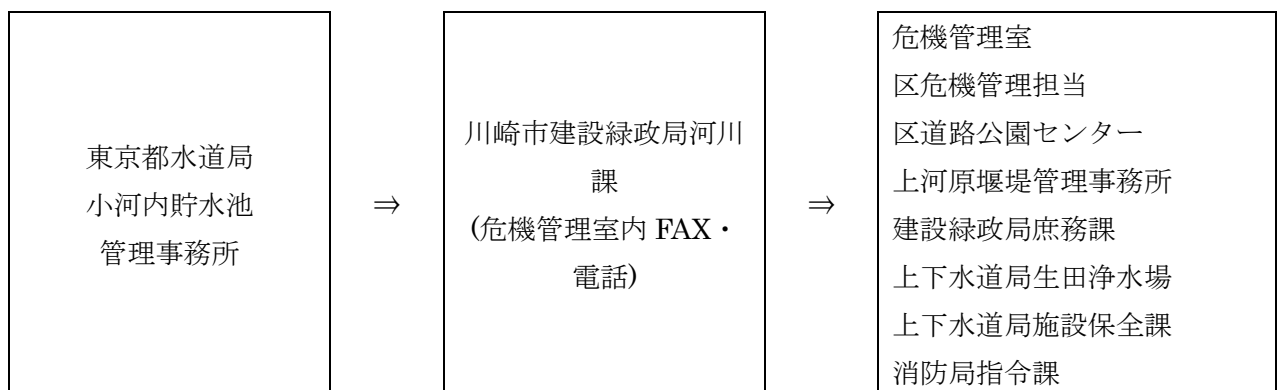 東京都水道局
小河内貯水池
管理事務所
⇒
川崎市建設緑政局河川
課
(危機管理室内 FAX・
電話)
⇒
危機管理室
区危機管理担当
区道路公園センター
上河原堰堤管理事務所
建設緑政局庶務課
上下水道局生田浄水場
上下水道局施設保全課
消防局指令課